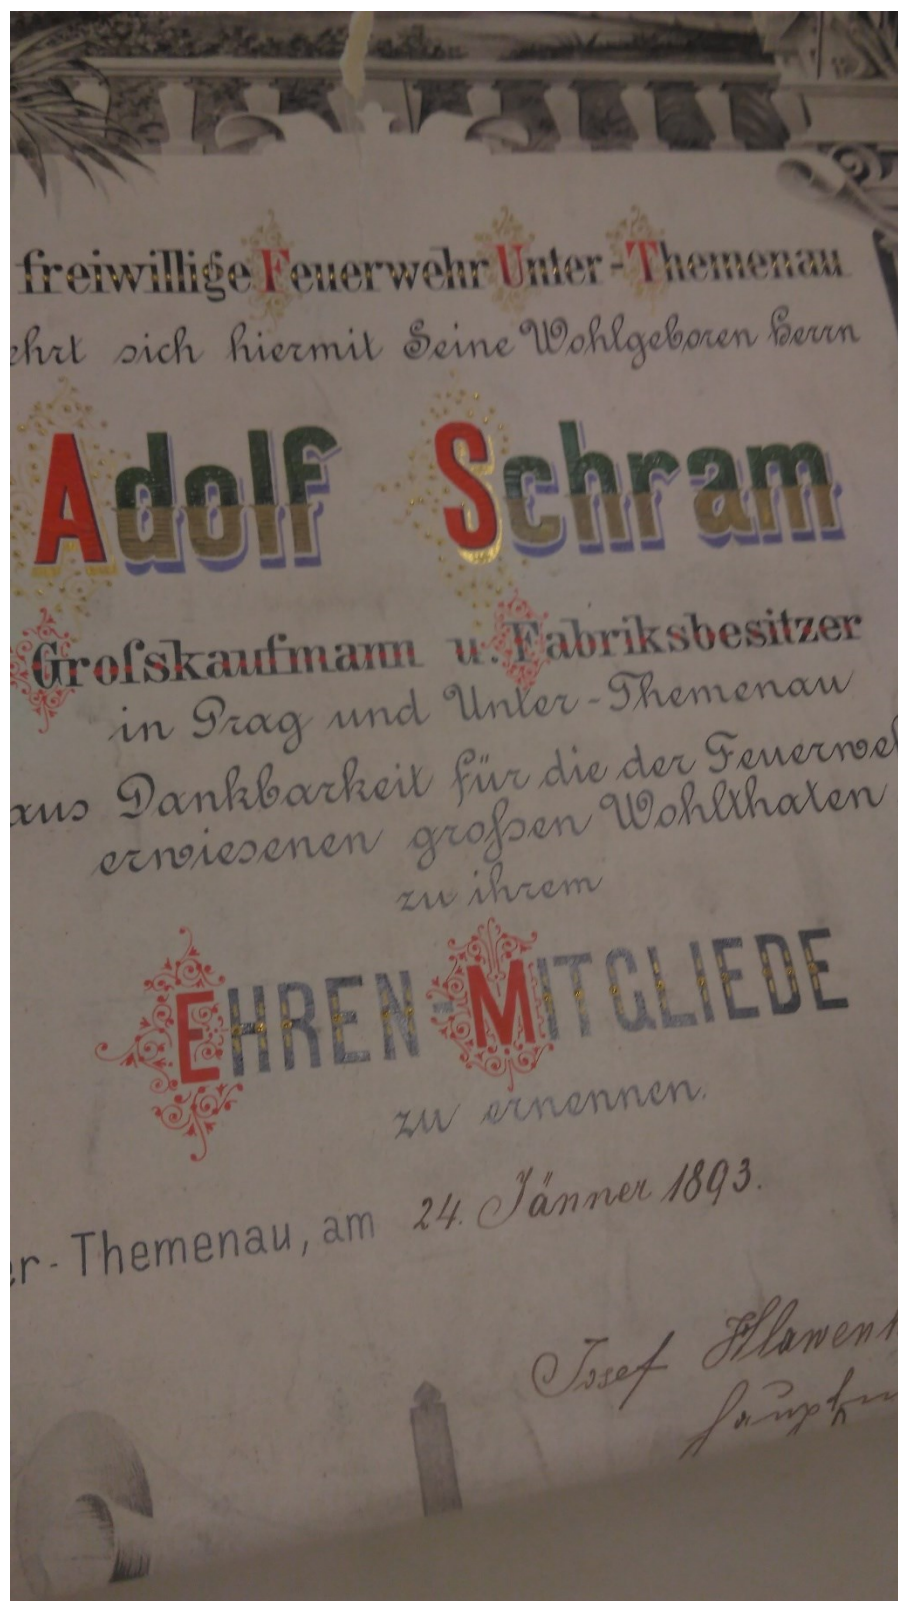 freiwillige Feuerwehr Unter-Themenau
ehrt sich hiermit Seine Wohlgeboren Herrn
Adolf Schram
Grofskaufmann u. Fabriksbesitzer
in Prag und Unter-Themenau
aus Dankbarkeit für die der Feuerweh
erwiesenen großen Wohlthaten
zu ihrem
EHREN-MITGLIEDE
zu ernennen.
er-Themenau, am 24. Jänner 1893.
Josef